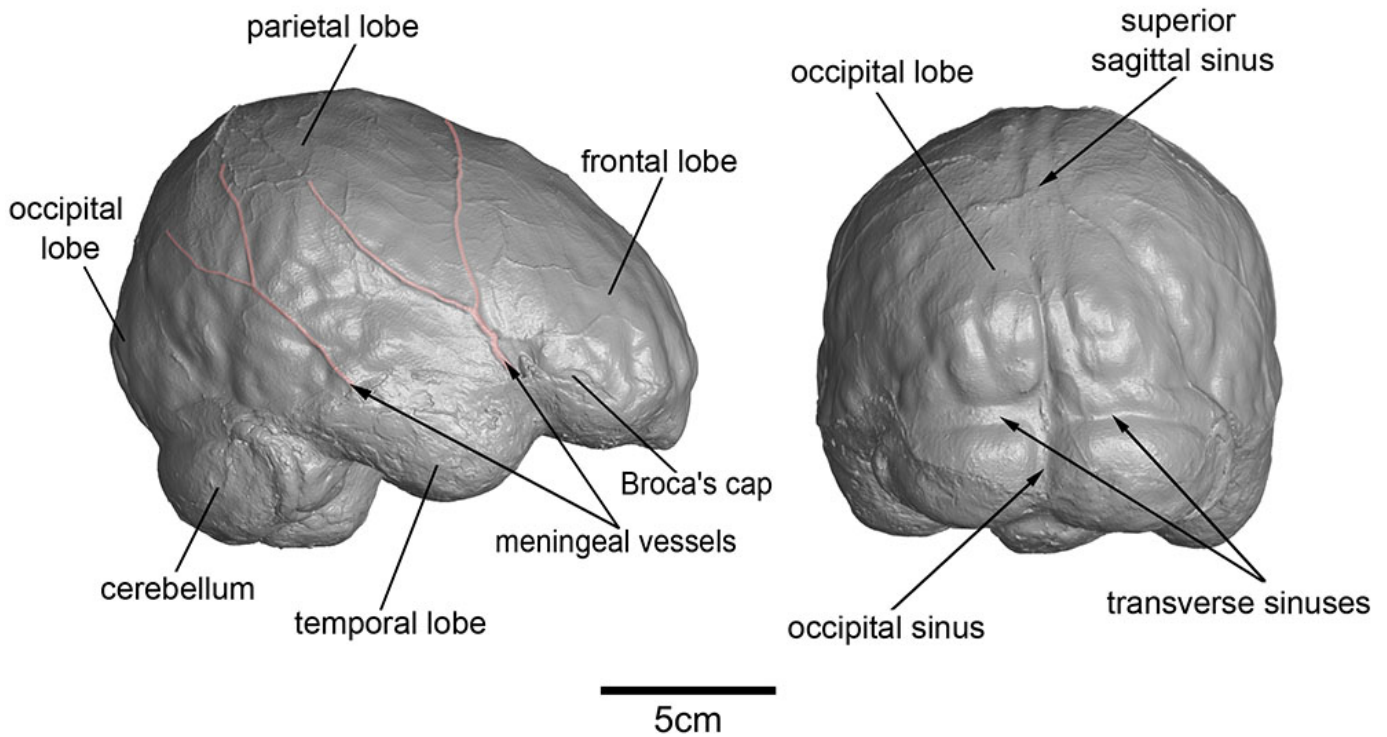 parietal lobe
frontal lobe
occipital
lobe
Broca's cap
meningeal vessels
cerebellum
temporal lobe
superior
sagittal sinus
occipital lobe
transverse sinuses
occipital sinus
5cm